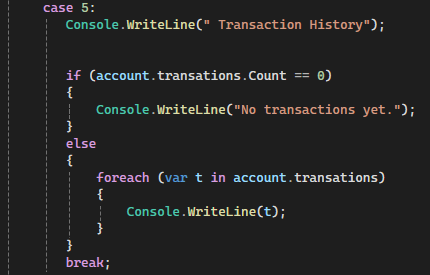 case 5:
Console.WriteLine(" Transaction History");
if (account.transations.Count == 0)
{
Console.WriteLine("No transactions yet.");
}
else
{
foreach (var t in account.transations)
{
Console.WriteLine(t);
}
}
break;